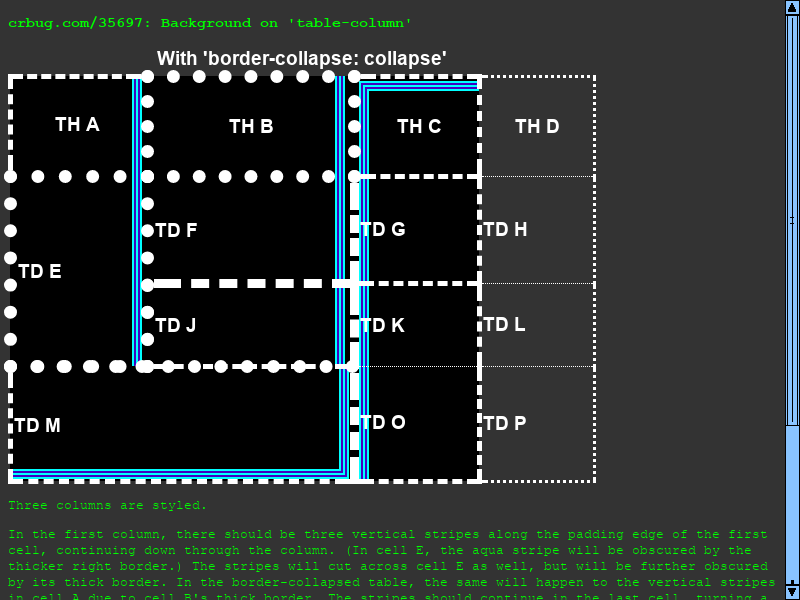 crbug.com/35697: Background on 'table-column'
With 'border-collapse: collapse'
TH A TH B TH C TH D
TD F TD G TD H
TD E
TD J TD K TD L
TD M TD O TD P
Three columns are styled.
In the first column, there should be three vertical stripes along the padding edge of the first
cell, continuing down through the column. (In cell E, the aqua stripe will be obscured by the
thicker right border.) The stripes will cut across cell E as well, but will be further obscured
by its thick border. In the border-collapsed table, the same will happen to the vertical stripes
in cell A due to cell B's thick border. The stripes should continue in the last cell, turning a